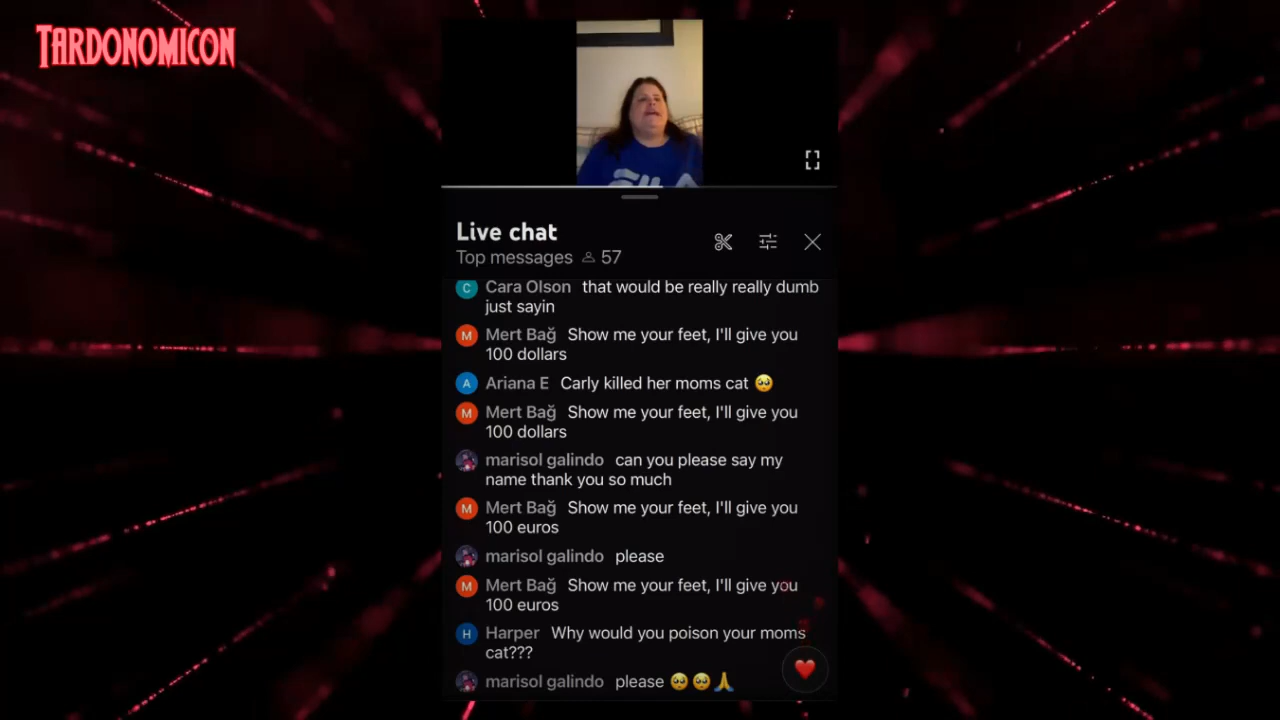 TARDONOMICON
Live chat
Top messages 57
C Cara Olson that would be really really dumb
just sayin
M Mert Bağ Show me your feet, I'll give you
100 dollars
A Ariana E Carly killed her moms cat 🥺
M Mert Bağ Show me your feet, I'll give you
100 dollars
marisol galindo can you please say my
name thank you so much
M Mert Bağ Show me your feet, I'll give you
100 euros
marisol galindo please
M Mert Bağ Show me your feet, I'll give you
100 euros
H Harper Why would you poison your moms
cat???
marisol galindo please 🥺🥺🙏